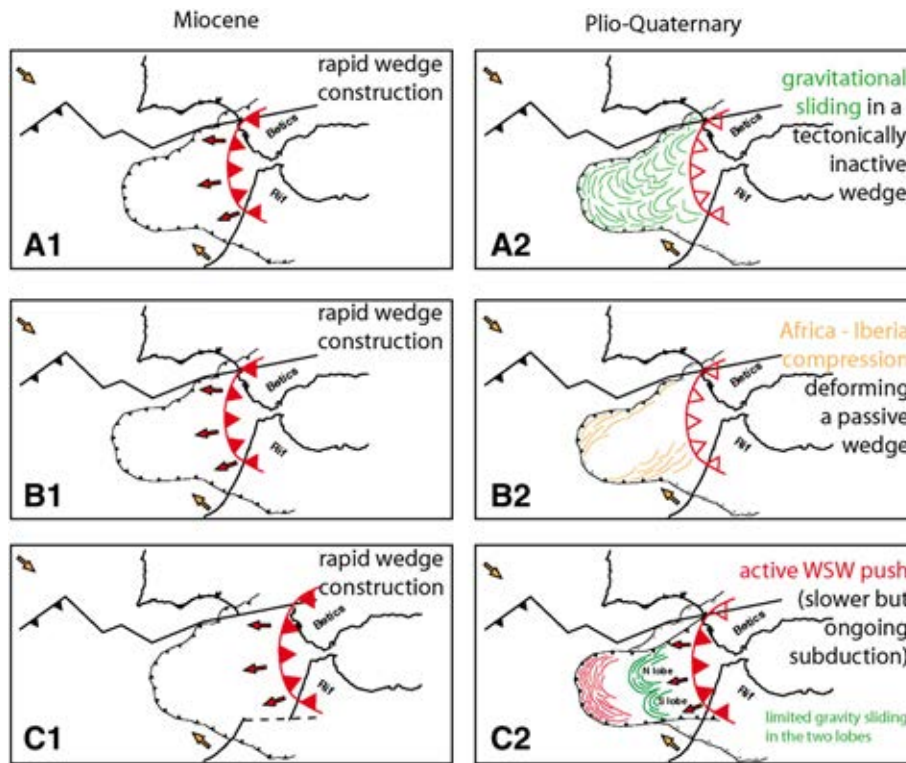 Miocene
Plio-Quaternary
rapid wedge
construction
Betics
Rif
A1
gravitational
sliding in a
tectonically
inactive
wedge
Betics
Rif
A2
rapid wedge
construction
Betics
Rif
B1
Africa - Iberia
compression
deforming
a passive
wedge
Betics
Rif
B2
rapid wedge
construction
Betics
Rif
C1
active WSW push
(slower but
ongoing
subduction)
Betics
N lobe
Rif
S lobe
limited gravity sliding
in the two lobes
C2